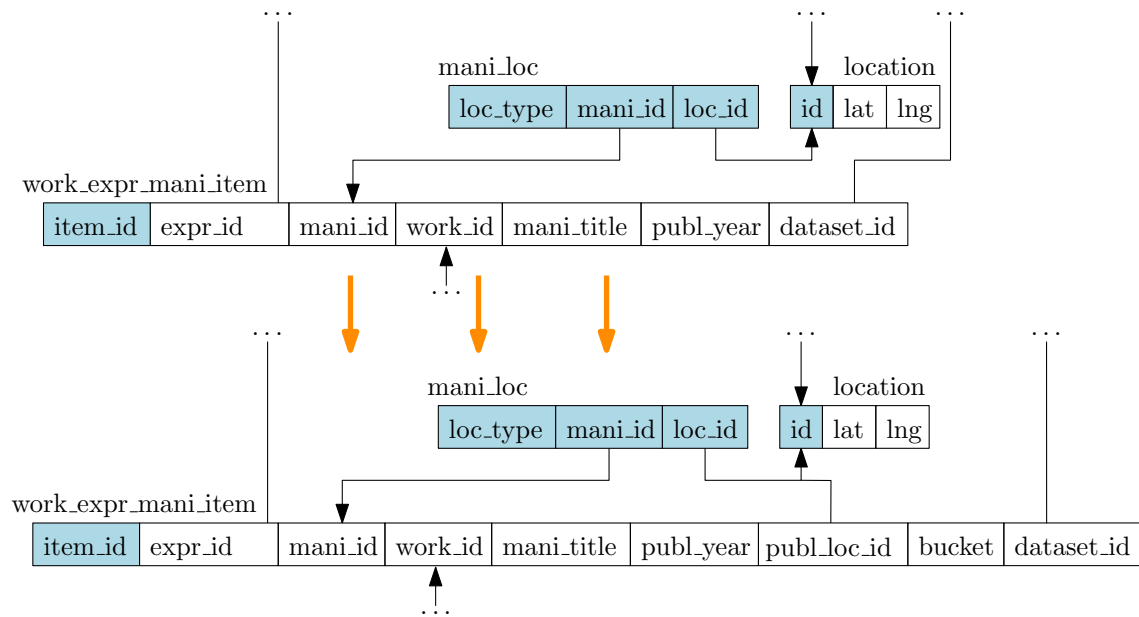 ... ... ...
mani_loc location
loc_type mani_id loc_id id lat lng
work_expr_mani_item
item_id expr_id mani_id work_id mani_title publ_year dataset_id
...
... ... ...
mani_loc location
loc_type mani_id loc_id id lat lng
work_expr_mani_item
item_id expr_id mani_id work_id mani_title publ_year publ_loc_id bucket dataset_id
...